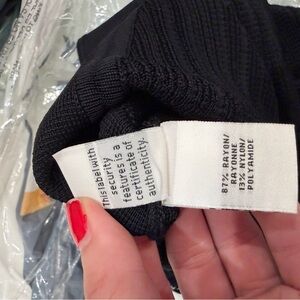 This label with
security
features is a
certificate of
authenticity.
87% RAYON/
RAYONNE
13% NYLON/
POLYAMIDE